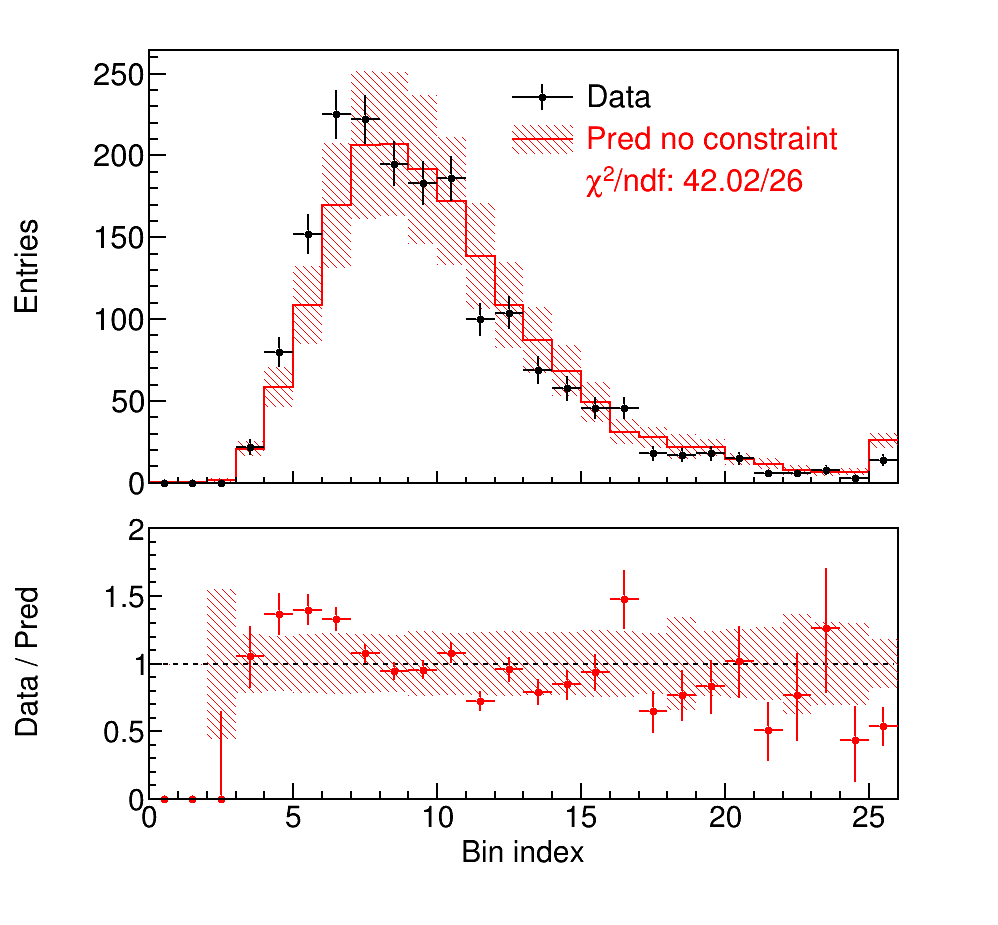 250
200
150
100
50
0
Entries
Data
Pred no constraint
χ²/ndf: 42.02/26
2
1.5
1
0.5
0
Data / Pred
0 5 10 15 20 25
Bin index